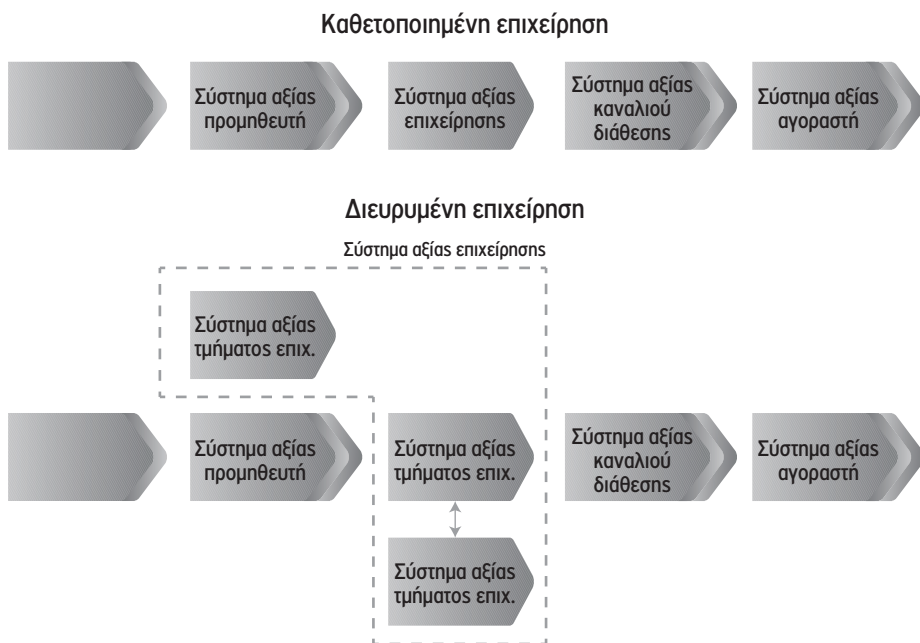 Καθετοποιημένη επιχείρηση
Σύστημα αξίας
προμηθευτή
Σύστημα αξίας
επιχείρησης
Σύστημα αξίας
καναλιού
διάθεσης
Σύστημα αξίας
αγοραστή
Διευρυμένη επιχείρηση
Σύστημα αξίας επιχείρησης
Σύστημα αξίας
τμήματος επιχ.
Σύστημα αξίας
προμηθευτή
Σύστημα αξίας
τμήματος επιχ.
Σύστημα αξίας
καναλιού
διάθεσης
Σύστημα αξίας
αγοραστή
Σύστημα αξίας
τμήματος επιχ.